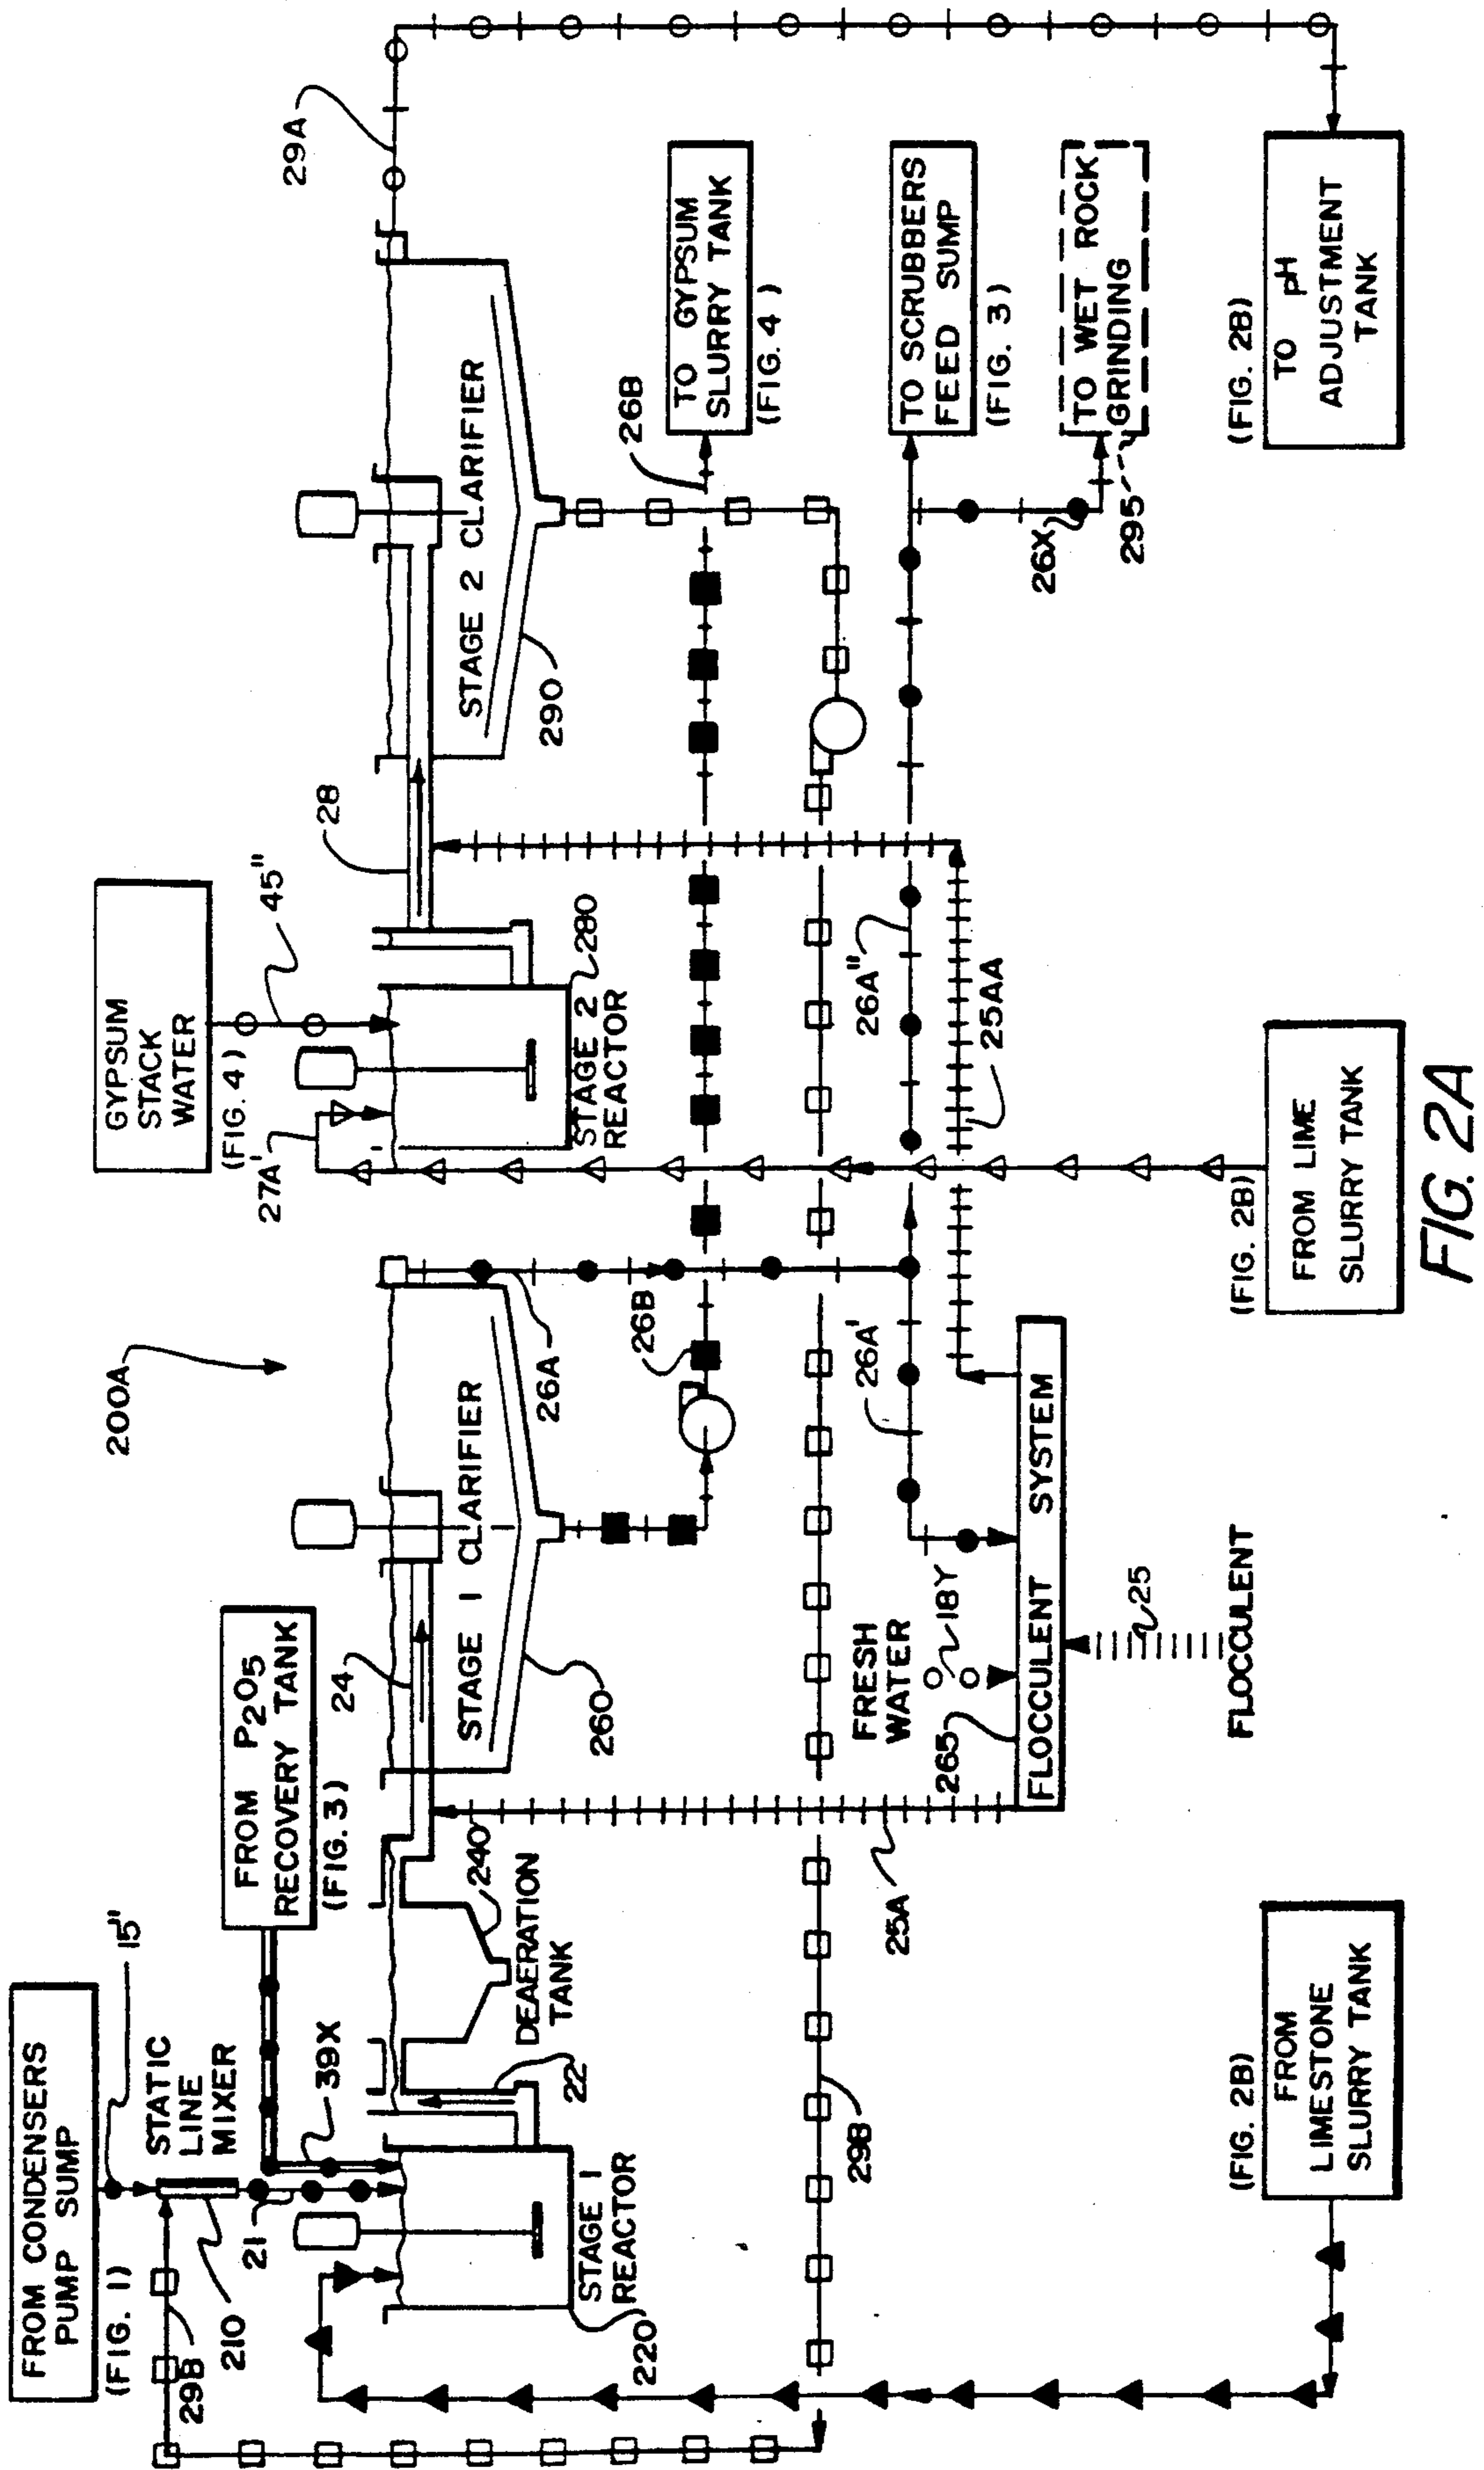 FROM CONDENSERS
PUMP SUMP
(FIG. 1)
15"
29B
210
STATIC
LINE
MIXER
21
39X
FROM P2O5
RECOVERY TANK
(FIG. 3)
STAGE 1
REACTOR
220
22
DEAERATION
TANK
240
24
STAGE 1 CLARIFIER
260
200A
26A
26B
GYPSUM
STACK
WATER
(FIG. 4)
45"
27A'
STAGE 2
REACTOR
280
28
STAGE 2 CLARIFIER
290
29A
26B
TO GYPSUM
SLURRY TANK
(FIG. 4)
TO SCRUBBERS
FEED SUMP
(FIG. 3)
TO WET ROCK
GRINDING
26X
295
29B
25A
FRESH
WATER
18Y
265
26A'
26A"
25AA
FLOCCULENT SYSTEM
25
FLOCCULENT
(FIG. 2B)
FROM
LIMESTONE
SLURRY TANK
(FIG. 2B)
FROM LIME
SLURRY TANK
(FIG. 2B)
TO pH
ADJUSTMENT
TANK
FIG. 2A